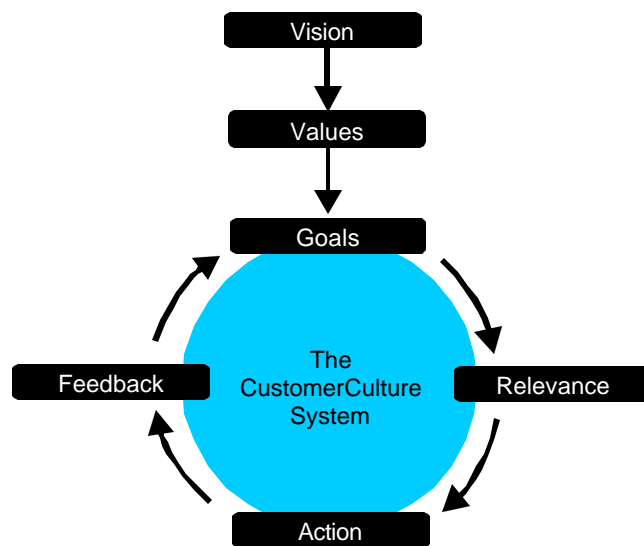 Vision
Values
Goals
The
CustomerCulture
System
Feedback
Relevance
Action